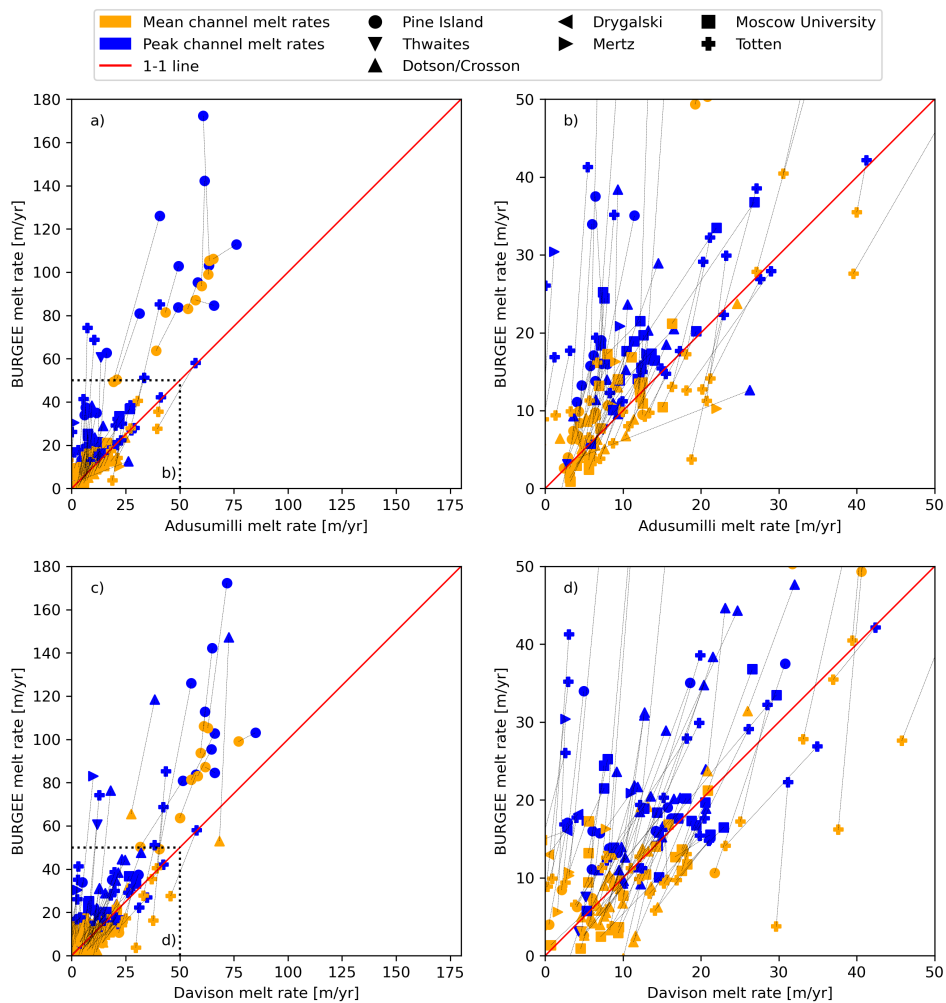 Mean channel melt rates
Peak channel melt rates
1-1 line
Pine Island
Thwaites
Dotson/Crosson
Drygalski
Mertz
Moscow University
Totten
180
160
140
120
100
80
60
40
20
0
BURGEE melt rate [m/yr]
a)
b)
0 25 50 75 100 125 150 175
Adusumilli melt rate [m/yr]
50
40
30
20
10
0
BURGEE melt rate [m/yr]
b)
0 10 20 30 40 50
Adusumilli melt rate [m/yr]
180
160
140
120
100
80
60
40
20
0
BURGEE melt rate [m/yr]
c)
d)
0 25 50 75 100 125 150 175
Davison melt rate [m/yr]
50
40
30
20
10
0
BURGEE melt rate [m/yr]
d)
0 10 20 30 40 50
Davison melt rate [m/yr]